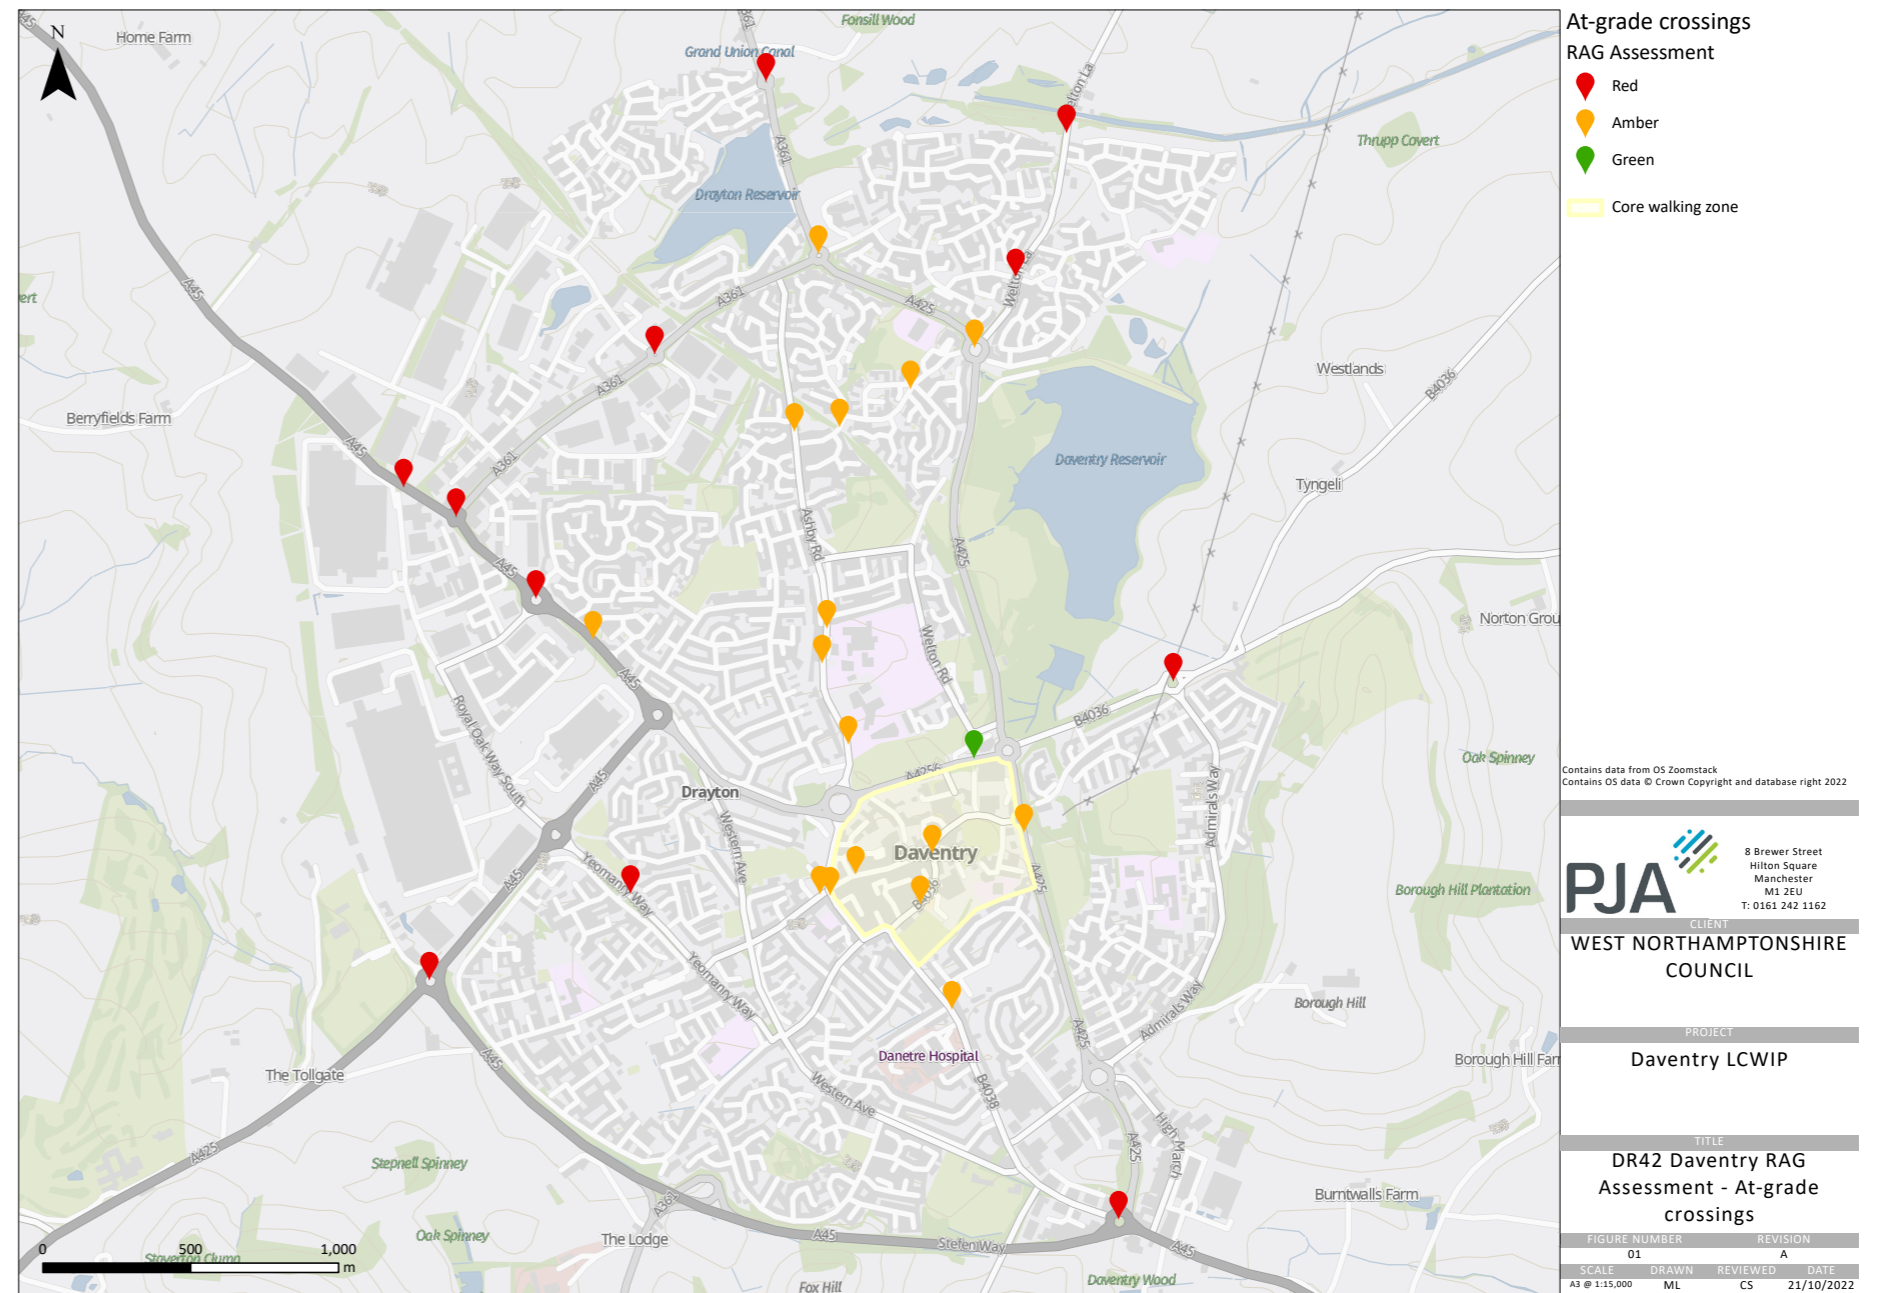 N
Home Farm
A45
A361
Fonsill Wood
Grand Union Canal
Welton La
Thrupp Covert
A361
Drayton Reservoir
A45
A361
A425
Welton La
Westlands
B4036
Berryfields Farm
A361
A45
A361
Daventry Reservoir
Tyngeli
Ashby Rd
A425
A45
Norton Grou
Welton Rd
A45
Royal Oak Way South
B4036
Oak Spinney
A4256
Drayton
A45
Western Ave
Admirals Way
Daventry
Yeomanry Way
A45
A425
B4036
Borough Hill Plantation
Yeomanry Way
Admirals Way
Borough Hill
A45
Danetre Hospital
A425
Borough Hill Farm
The Tollgate
Western Ave
B4038
High March
A425
A425
Stepnell Spinney
A361
Burntwalls Farm
Oak Spinney
The Lodge
A45
Stefen Way
A45
Staverton Clump
Fox Hill
Daventry Wood
0 500 1,000
m
At-grade crossings
RAG Assessment
Red
Amber
Green
Core walking zone
Contains data from OS Zoomstack
Contains OS data © Crown Copyright and database right 2022
PJA
8 Brewer Street
Hilton Square
Manchester
M1 2EU
T: 0161 242 1162
CLIENT
WEST NORTHAMPTONSHIRE
COUNCIL
PROJECT
Daventry LCWIP
TITLE
DR42 Daventry RAG
Assessment - At-grade
crossings
FIGURE NUMBER REVISION
01 A
SCALE DRAWN REVIEWED DATE
A3 @ 1:15,000 ML CS 21/10/2022